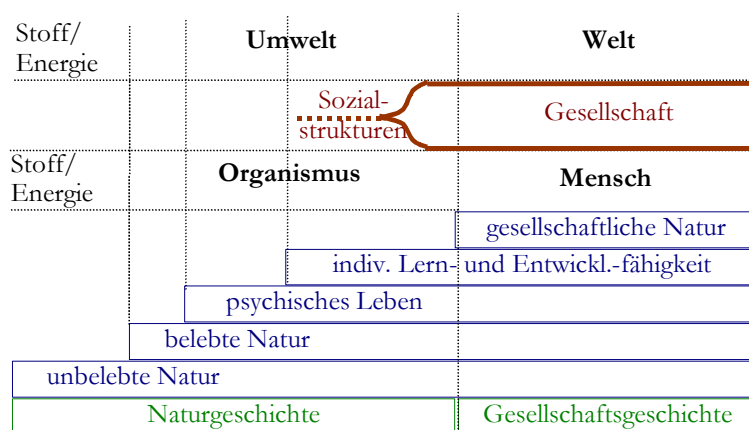 Stoff/
Energie
Umwelt
Welt
Sozial-
strukturen
Gesellschaft
Stoff/
Energie
Organismus
Mensch
gesellschaftliche Natur
indiv. Lern- und Entwickl.-fähigkeit
psychisches Leben
belebte Natur
unbelebte Natur
Naturgeschichte
Gesellschaftsgeschichte